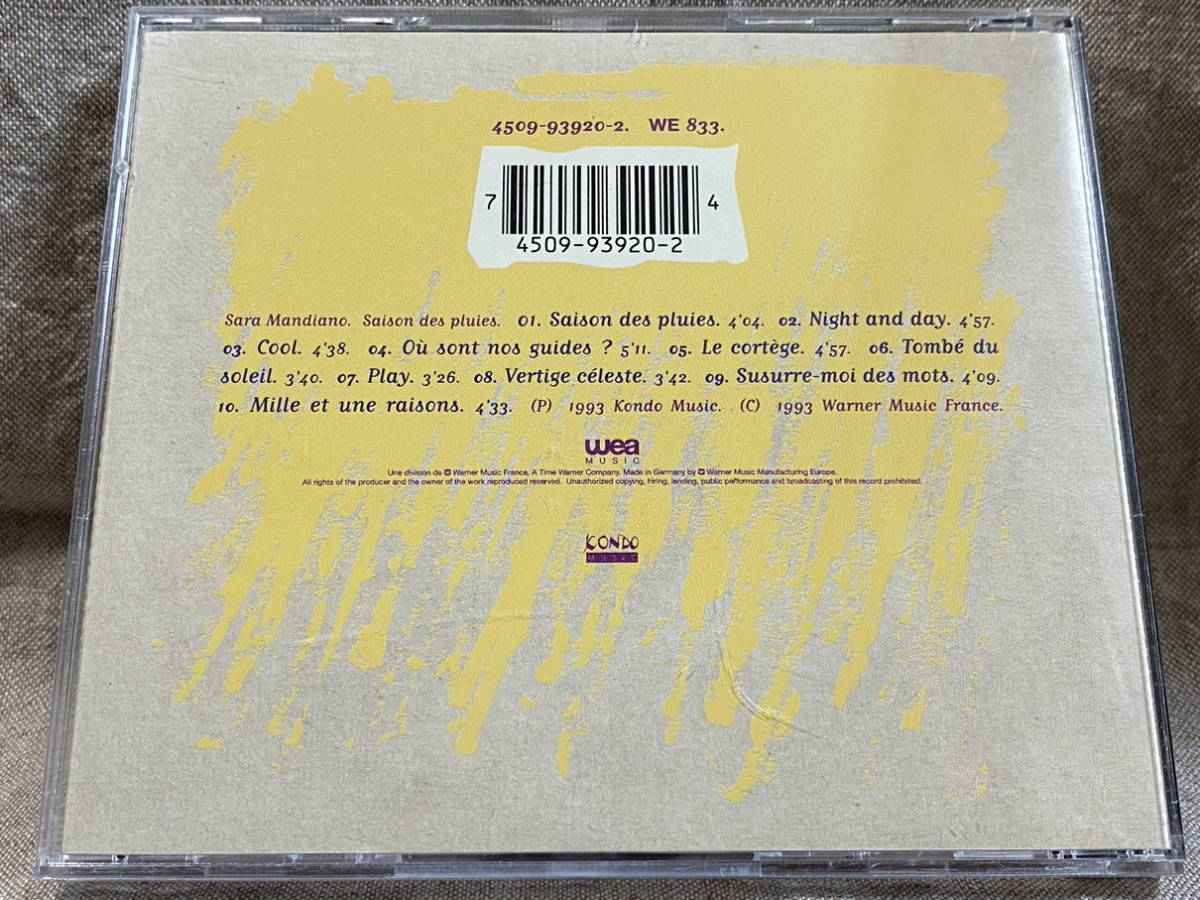 4509-93920-2. WE 833.
7 4
4509-93920-2
Sara Mandiano. Saison des pluies. 01. Saison des pluies. 4'04. 02. Night and day. 4'57.
03. Cool. 4'38. 04. Où sont nos guides ? 5'11. 05. Le cortège. 4'57. 06. Tombé du
soleil. 3'40. 07. Play. 3'26. 08. Vertige céleste. 3'42. 09. Susurre-moi des mots. 4'09.
10. Mille et une raisons. 4'33. (P) 1993 Kondo Music. (C) 1993 Warner Music France.
wea
MUSIC
Une division de Warner Music France. A Time Warner Company. Made in Germany by Warner Music Manufacturing Europe.
All rights of the producer and the owner of the work reproduced reserved. Unauthorized copying, hiring, lending, public performance and broadcasting of this record prohibited.
KONDO
MUSIC